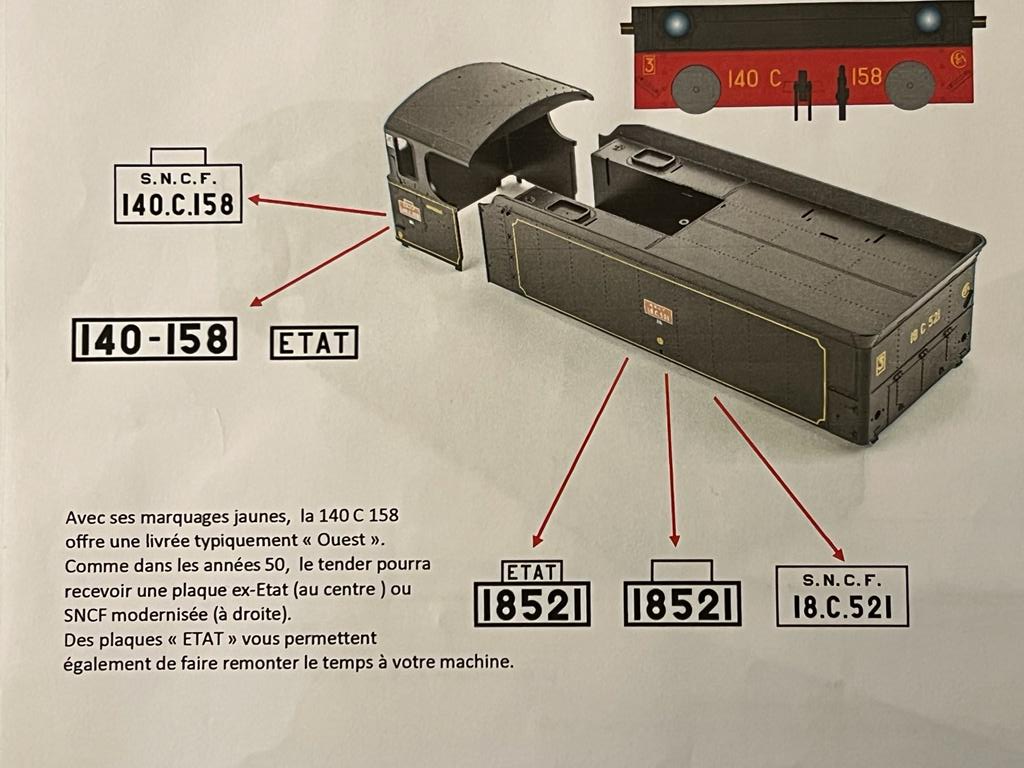 3
140 C
158
S.N.C.F.
140.C.158
18 C 521
3
140-158
ETAT
Avec ses marquages jaunes, la 140 C 158
offre une livrée typiquement « Ouest ».
Comme dans les années 50, le tender pourra
recevoir une plaque ex-Etat (au centre ) ou
SNCF modernisée (à droite).
Des plaques « ETAT » vous permettent
également de faire remonter le temps à votre machine.
ETAT
18521
18521
S.N.C.F.
18.C.521